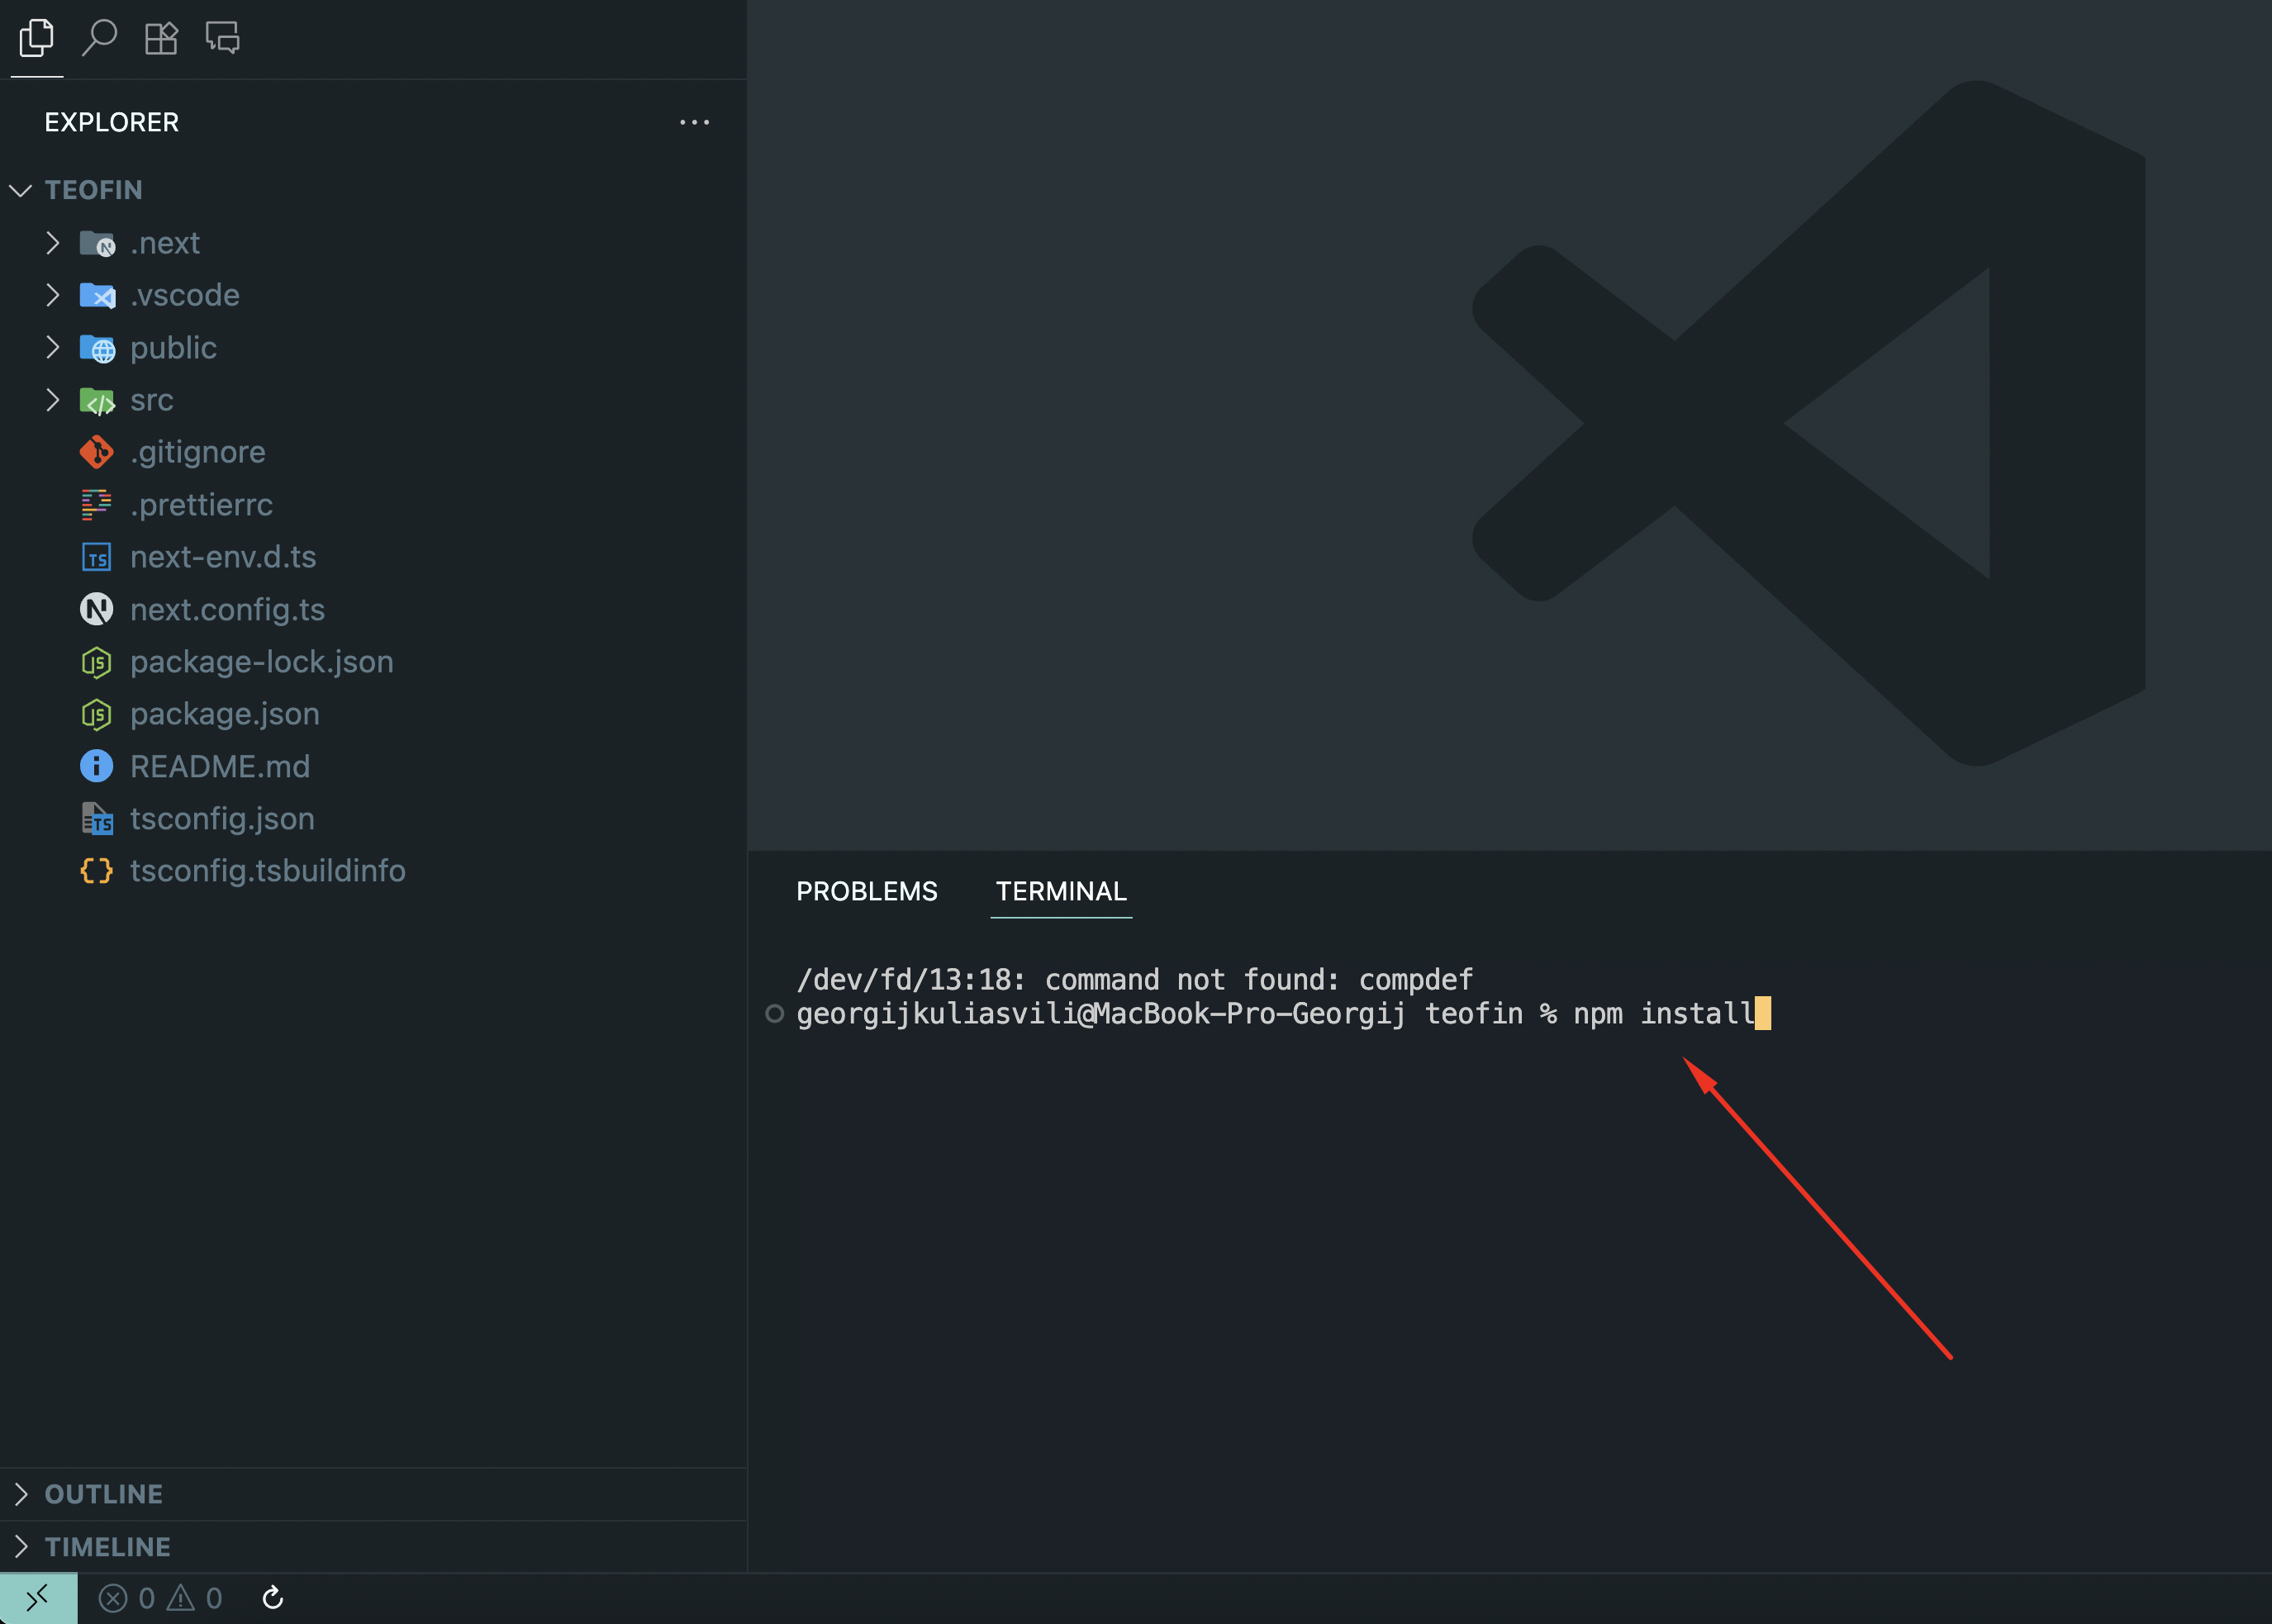 EXPLORER
TEOFIN
.next
.vscode
public
src
.gitignore
.prettierrc
next-env.d.ts
next.config.ts
package-lock.json
package.json
README.md
tsconfig.json
tsconfig.tsbuildinfo
OUTLINE
TIMELINE
0 0
PROBLEMS TERMINAL
/dev/fd/13:18: command not found: compdef
georgijkuliasvili@MacBook-Pro-Georgij teofin % npm install